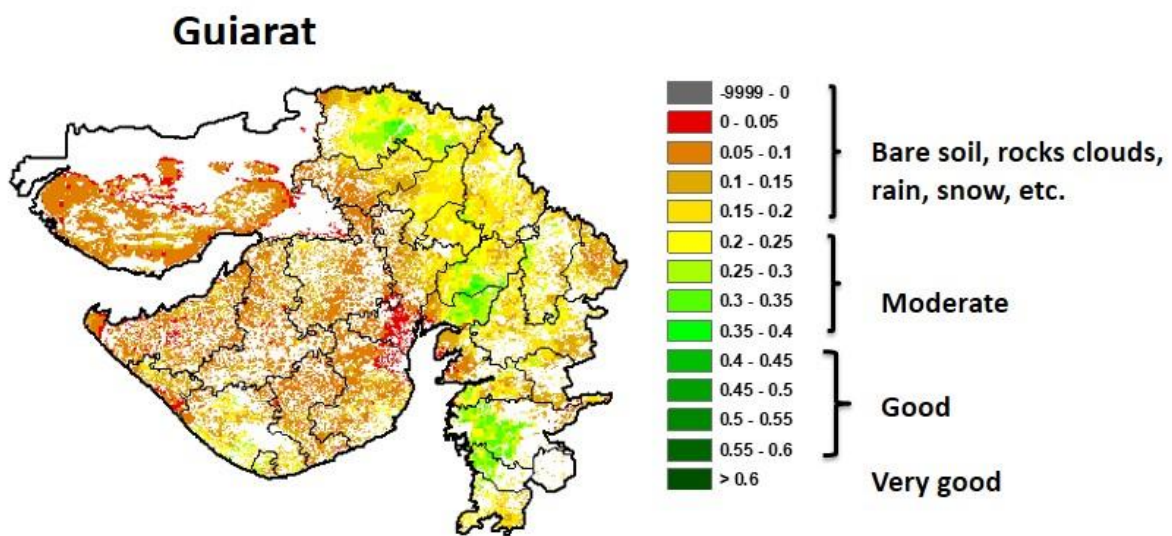 Guiarat
-9999 - 0
0 - 0.05
0.05 - 0.1
0.1 - 0.15
0.15 - 0.2
0.2 - 0.25
0.25 - 0.3
0.3 - 0.35
0.35 - 0.4
0.4 - 0.45
0.45 - 0.5
0.5 - 0.55
0.55 - 0.6
> 0.6
Bare soil, rocks clouds,
rain, snow, etc.
Moderate
Good
Very good